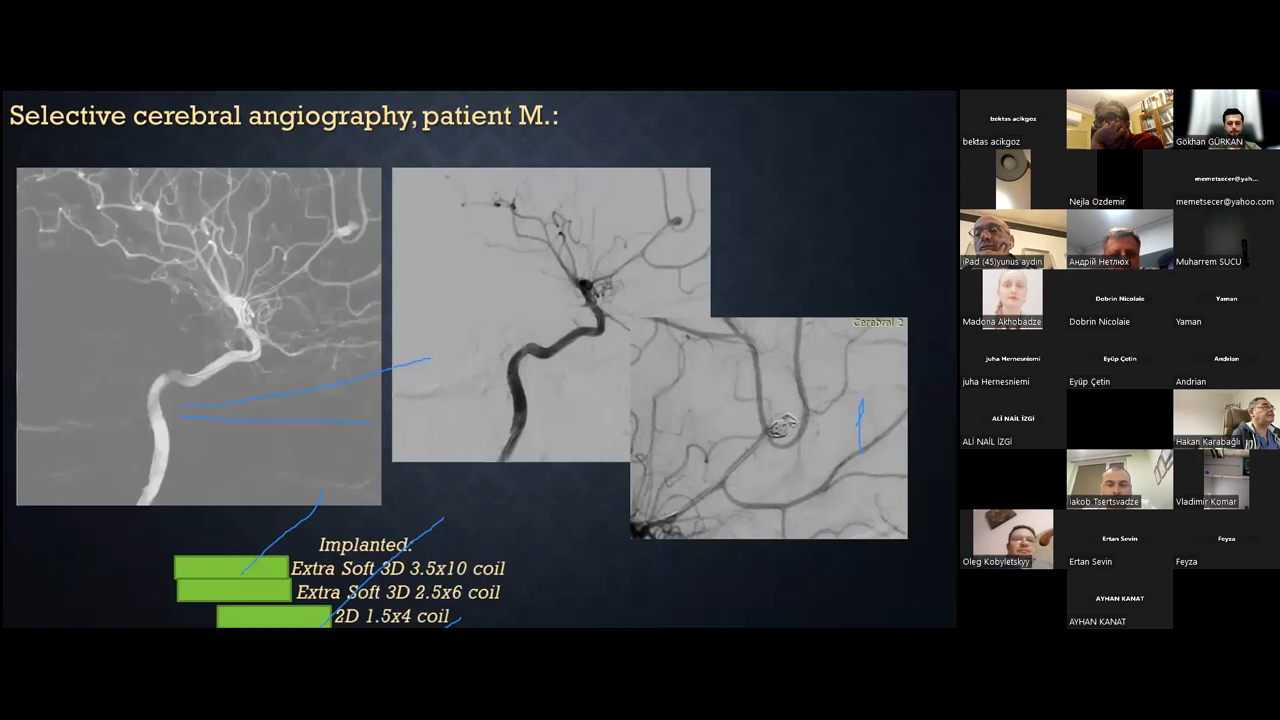 Selective cerebral angiography, patient M.:
Cerebral 2
Implanted:
Extra Soft 3D 3.5x10 coil
Extra Soft 3D 2.5x6 coil
2D 1.5x4 coil
bektas acikgoz
bektas acikgoz
Gökhan GÜRKAN
Nejla Ozdemir
memetsecer@yah...
memetsecer@yahoo.com
iPad (45)yunus aydın
Андрій Нетлюх
Muharrem SUCU
Madona Akhobadze
Dobrin Nicolaie
Dobrin Nicolaie
Yaman
Yaman
juha Hernesniemi
juha Hernesniemi
Eyüp Çetin
Eyüp Çetin
Andrian
Andrian
ALİ NAİL İZGİ
ALİ NAİL İZGİ
Hakan Karabağlı
Iakob Tsertsvadze
Vladimir Komar
Oleg Kobyletskyy
Ertan Sevin
Ertan Sevin
Feyza
Feyza
AYHAN KANAT
AYHAN KANAT